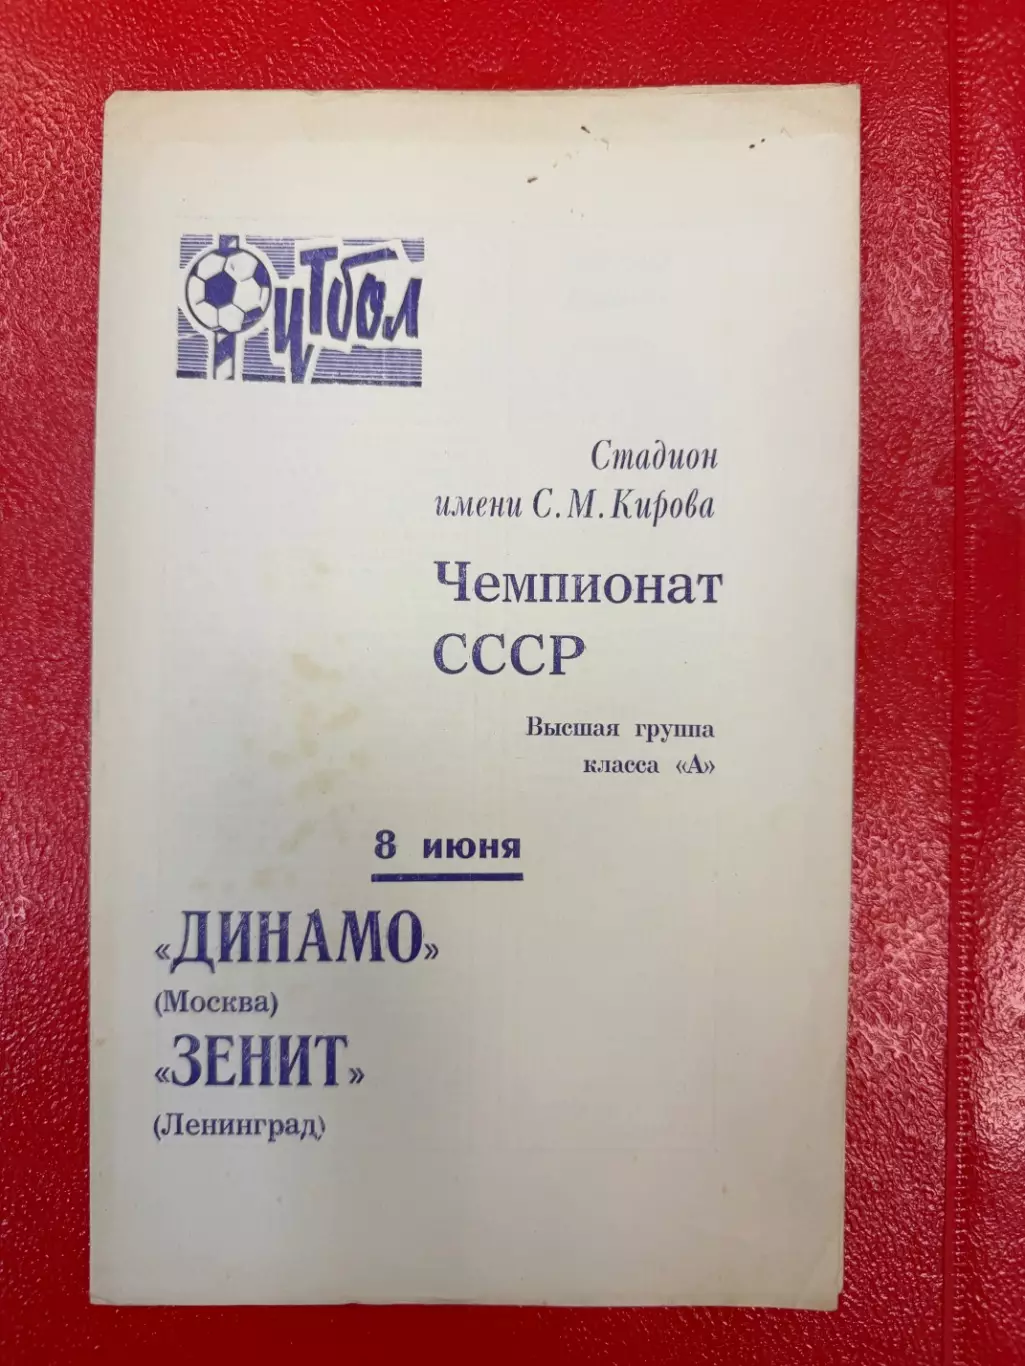 Футбол
Стадион
имени С. М. Кирова
Чемпионат
СССР
Высшая группа
класса «А»
8 июня
«ДИНАМО»
(Москва)
«ЗЕНИТ»
(Ленинград)